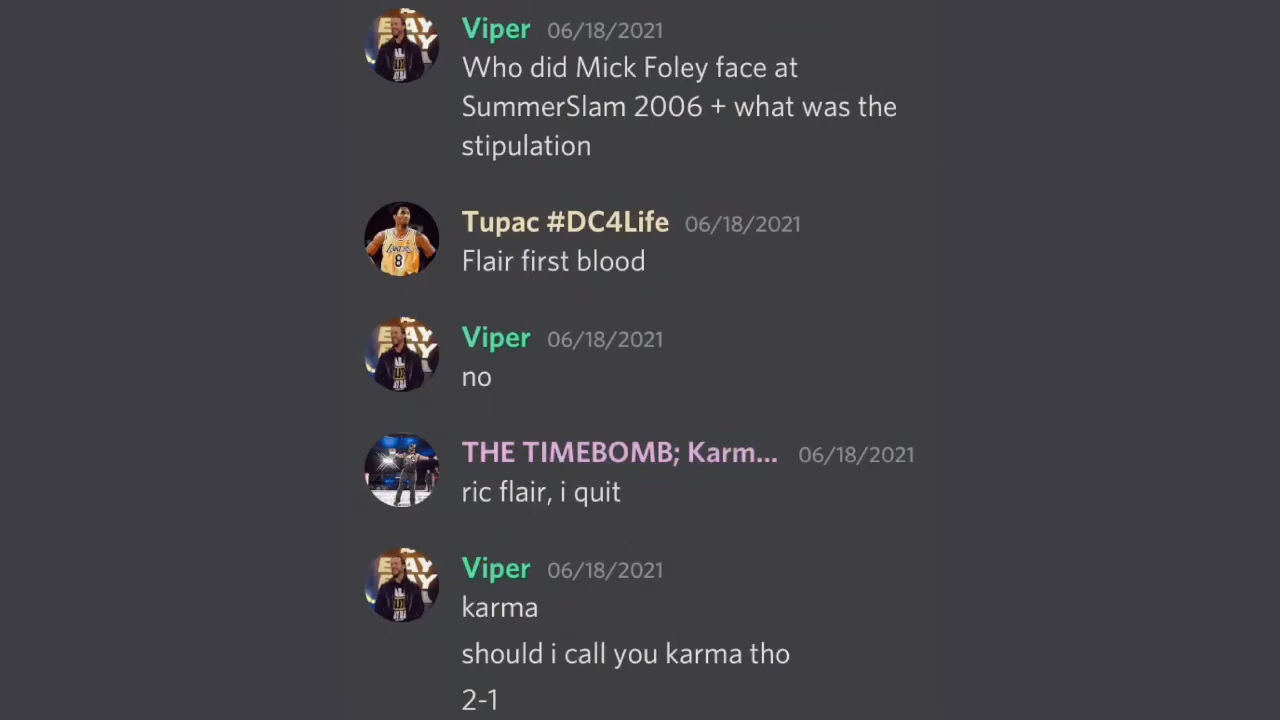 Viper 06/18/2021
Who did Mick Foley face at
SummerSlam 2006 + what was the
stipulation
Tupac #DC4Life 06/18/2021
Flair first blood
Viper 06/18/2021
no
THE TIMEBOMB; Karm... 06/18/2021
ric flair, i quit
Viper 06/18/2021
karma
should i call you karma tho
2-1